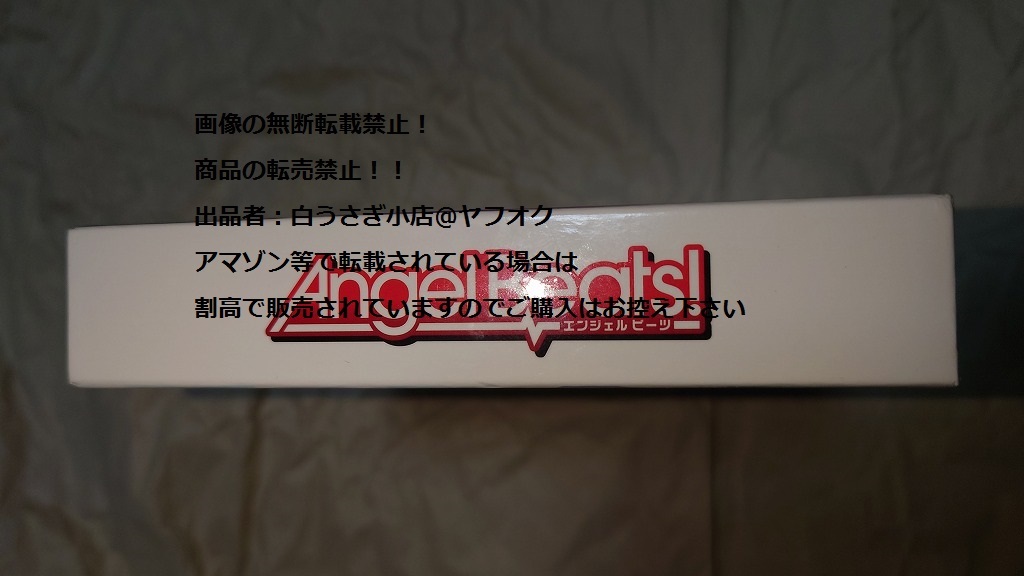 画像の無断転載禁止！
商品の転売禁止！！
出品者：白うさぎ小店@ヤフオク
アマゾン等で転載されている場合は
割高で販売されていますのでご購入はお控え下さい
Angel Beats!
エンジェル ビーツ